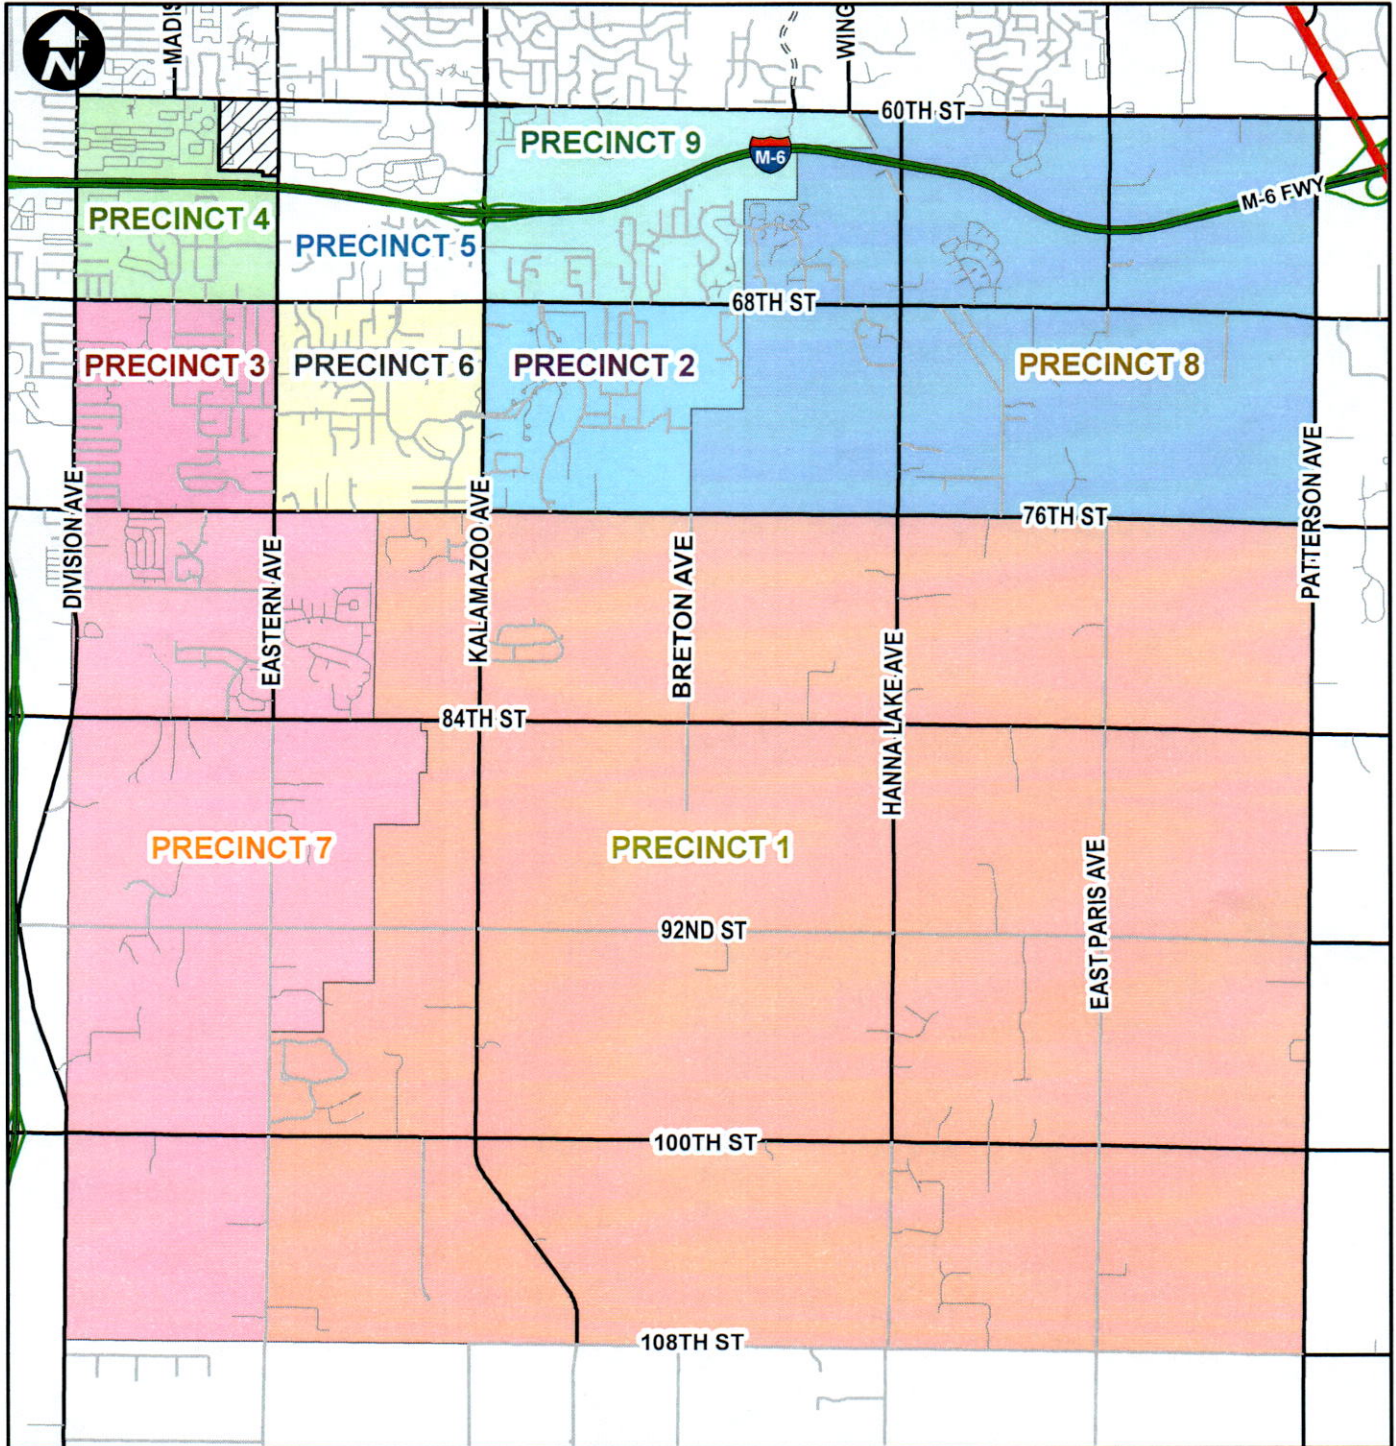 N
MADIS
WING
60TH ST
PRECINCT 9
M-6
M-6 FWY
PRECINCT 4
PRECINCT 5
68TH ST
PRECINCT 3
PRECINCT 6
PRECINCT 2
PRECINCT 8
DIVISION AVE
KALAMAZOO AVE
76TH ST
PATTERSON AVE
EASTERN AVE
BRETON AVE
HANNA LAKE AVE
84TH ST
PRECINCT 7
PRECINCT 1
EAST PARIS AVE
92ND ST
100TH ST
108TH ST